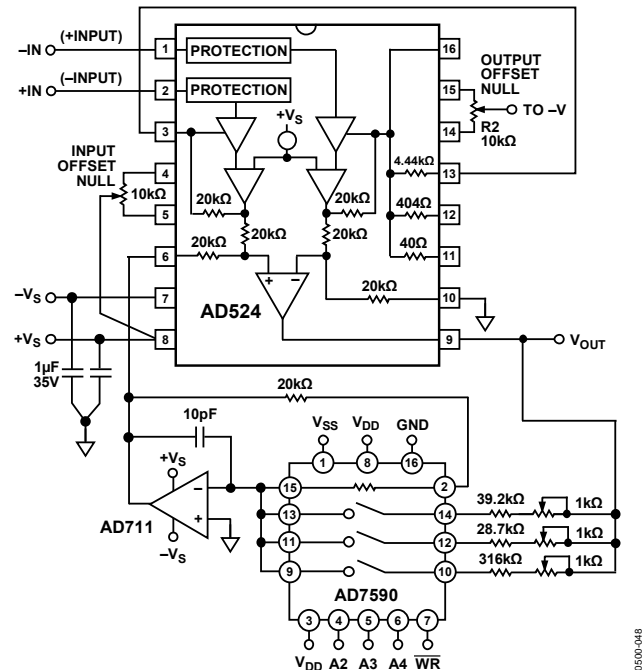 –IN (+INPUT) 1 PROTECTION 16
+IN (–INPUT) 2 PROTECTION 15
OUTPUT
OFFSET
NULL
TO –V
R2
10kΩ
+VS
3 14
INPUT
OFFSET
NULL
4 10kΩ 4.44kΩ 13
5 20kΩ 20kΩ 404Ω 12
20kΩ 20kΩ 40Ω
6 20kΩ 11
+ –
20kΩ
–VS 7 AD524 10
+VS 8 9 VOUT
1µF
35V
20kΩ
10pF
VSS VDD GND
1 8 16
+VS
15 2
39.2kΩ 1kΩ
– 13 14
AD711 +
28.7kΩ 1kΩ
11 12
–VS
316kΩ 1kΩ
9 10
AD7590
3 4 5 6 7
VDD A2 A3 A4 WR
00500-048